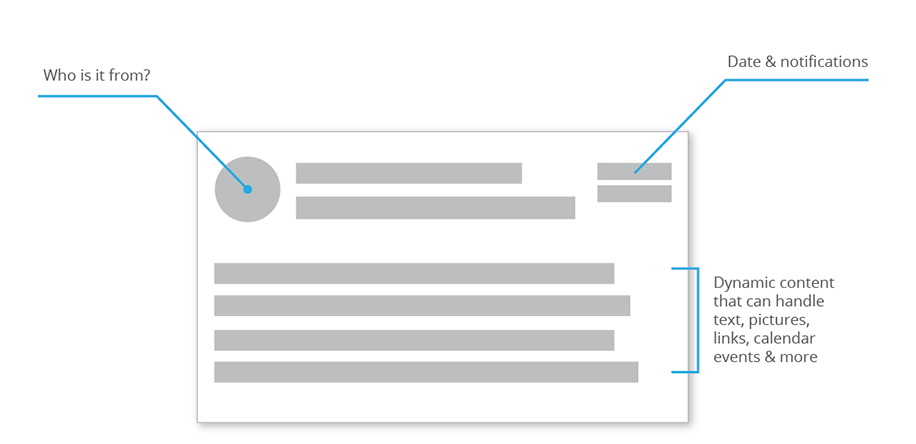 Who is it from?
Date & notifications
Dynamic content
that can handle
text, pictures,
links, calendar
events & more